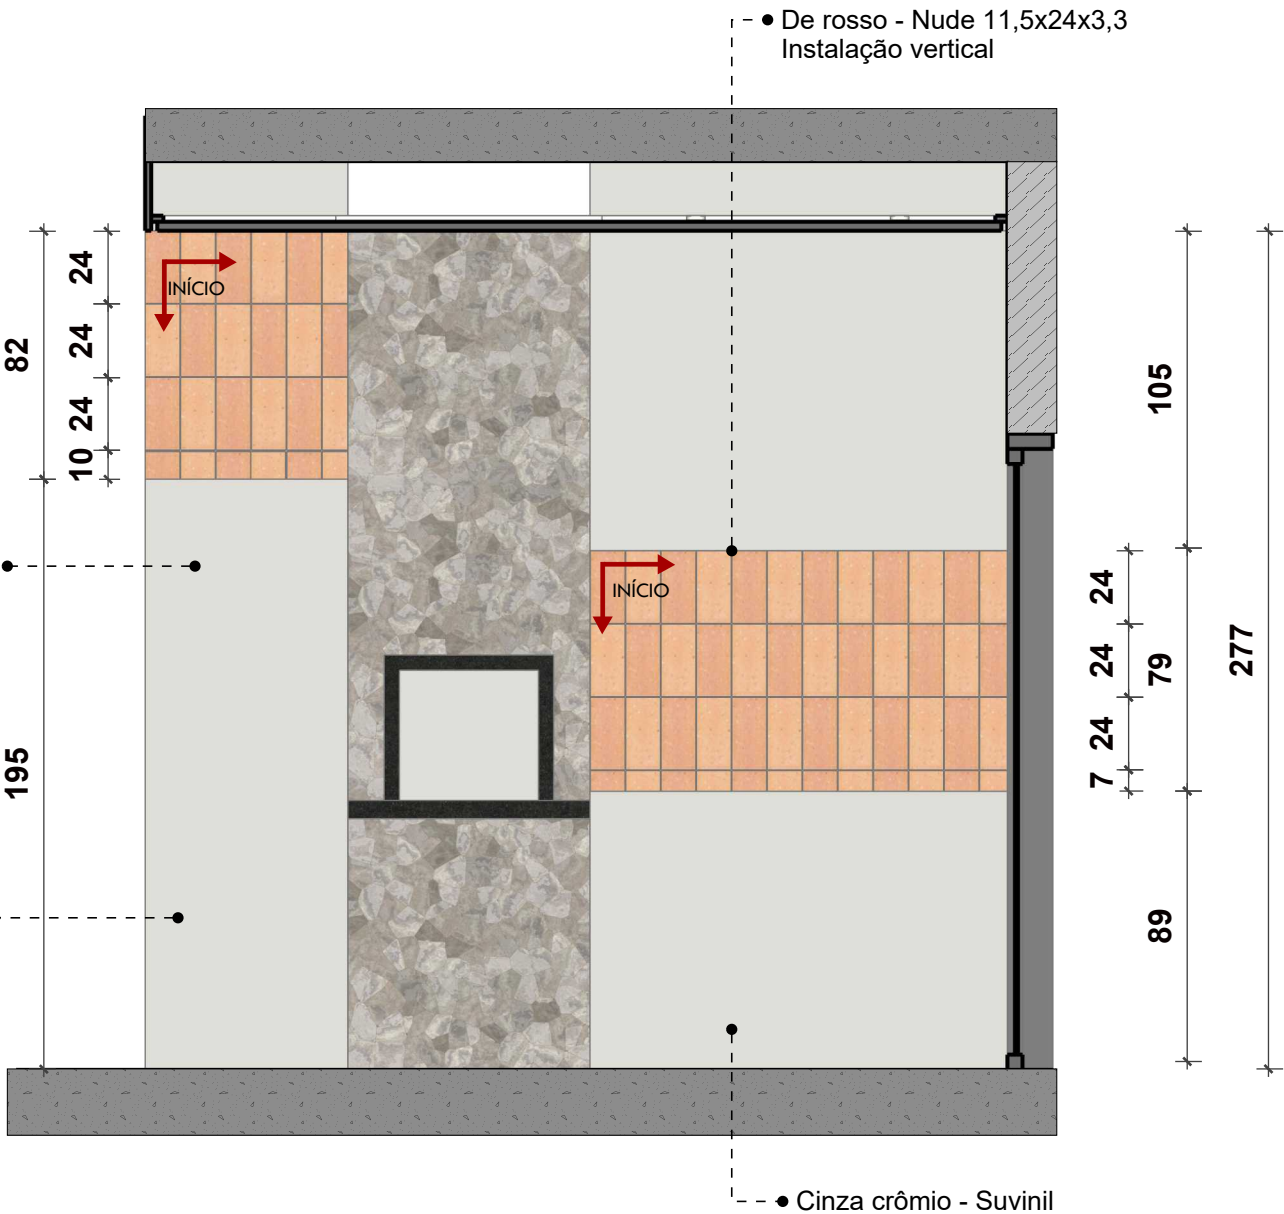 De rosso - Nude 11,5x24x3,3
Instalação vertical
82
195
24
24
24
10
INÍCIO
INÍCIO
24
24
24
7
105
79
89
277
Cinza crômio - Suvinil